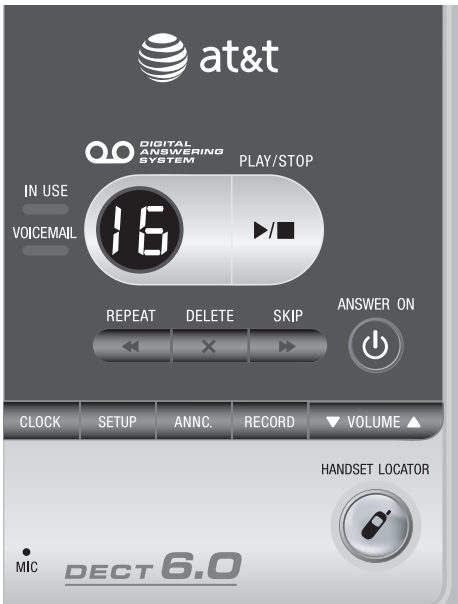 at&t
DIGITAL
ANSWERING
SYSTEM
PLAY/STOP
IN USE
VOICEMAIL
16
REPEAT DELETE SKIP
ANSWER ON
CLOCK SETUP ANNC. RECORD VOLUME
HANDSET LOCATOR
MIC
DECT 6.0